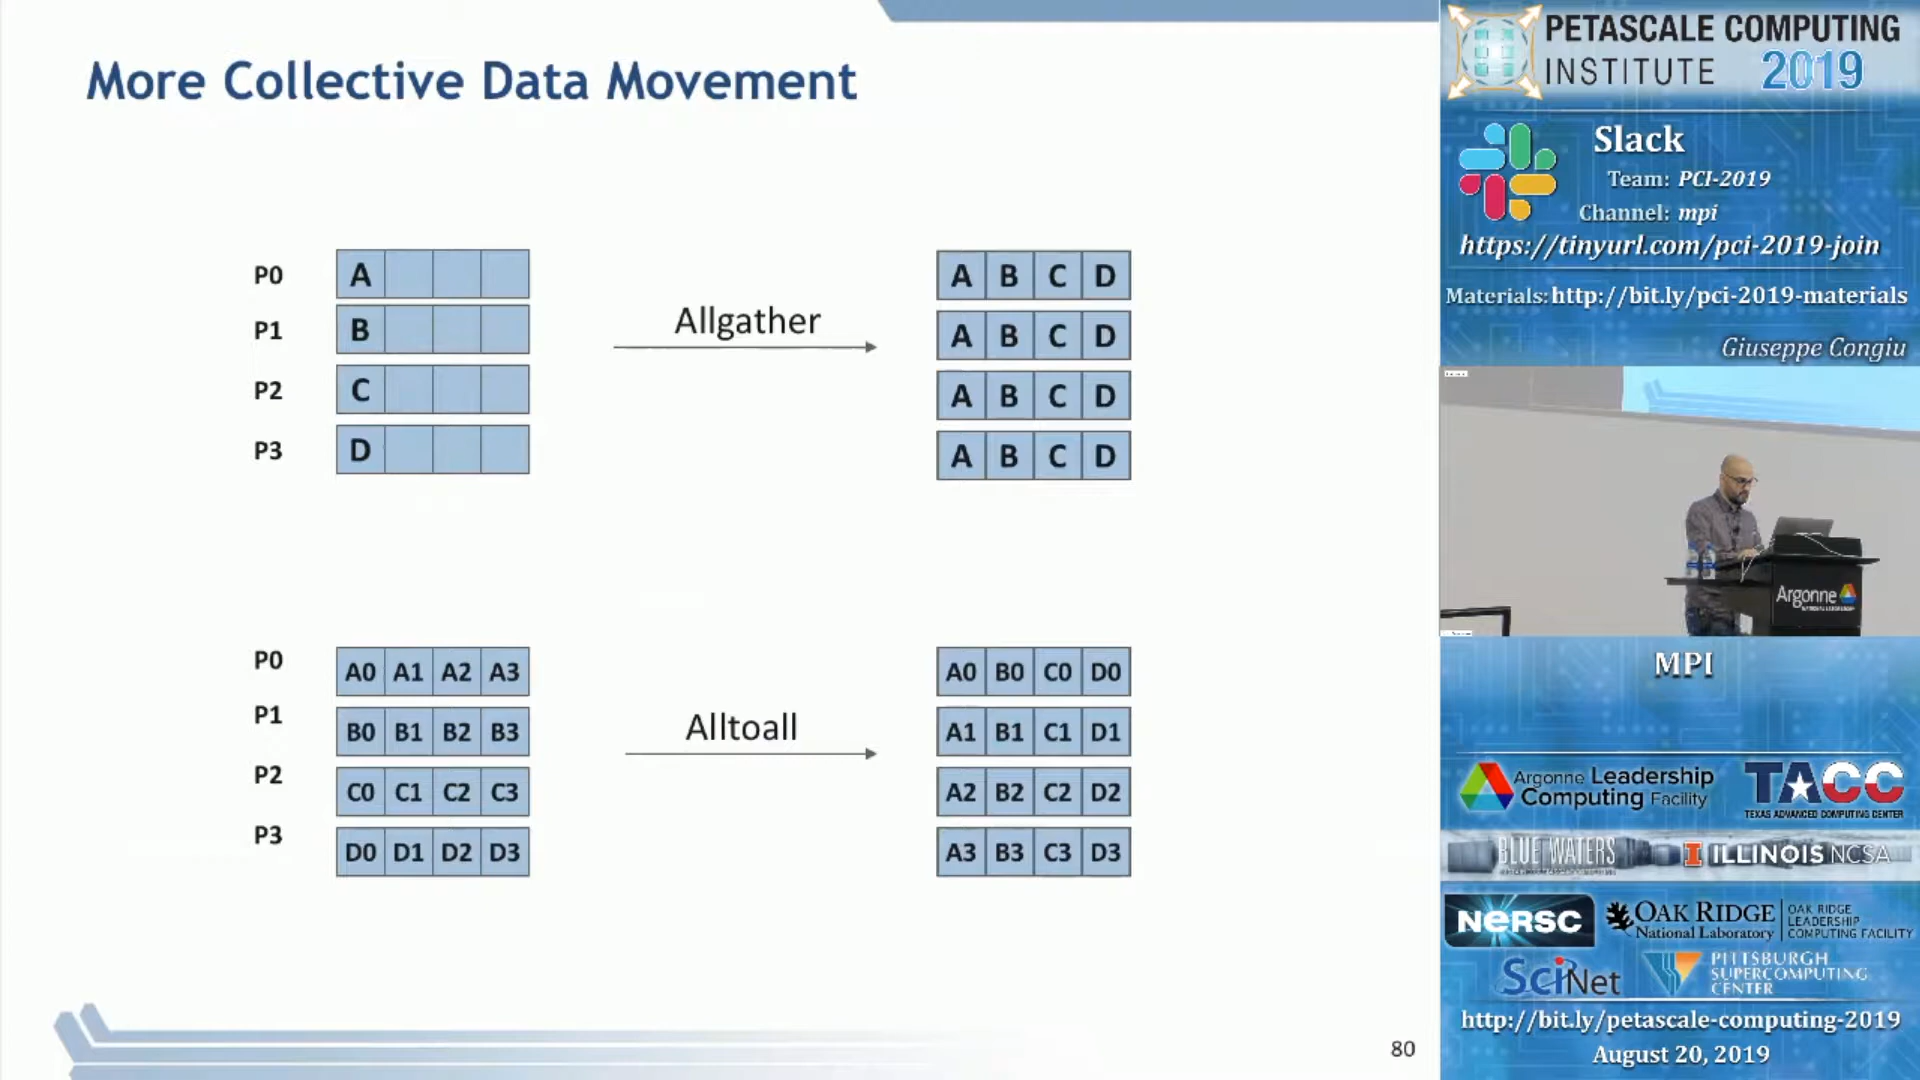 More Collective Data Movement
P0 A
P1 B
P2 C
P3 D
Allgather
A B C D
A B C D
A B C D
A B C D
P0 A0 A1 A2 A3
P1 B0 B1 B2 B3
P2 C0 C1 C2 C3
P3 D0 D1 D2 D3
Alltoall
A0 B0 C0 D0
A1 B1 C1 D1
A2 B2 C2 D2
A3 B3 C3 D3
80
PETASCALE COMPUTING
INSTITUTE 2019
Slack
Team: PCI-2019
Channel: mpi
https://tinyurl.com/pci-2019-join
Materials: http://bit.ly/pci-2019-materials
Giuseppe Congiu
Argonne
MPI
Argonne Leadership
Computing Facility
TACC
TEXAS ADVANCED COMPUTING CENTER
BLUE WATERS
I ILLINOIS NCSA
NERSC
OAK RIDGE
National Laboratory
OAK RIDGE
LEADERSHIP
COMPUTING FACILITY
SciNet
PITTSBURGH
SUPERCOMPUTING
CENTER
http://bit.ly/petascale-computing-2019
August 20, 2019